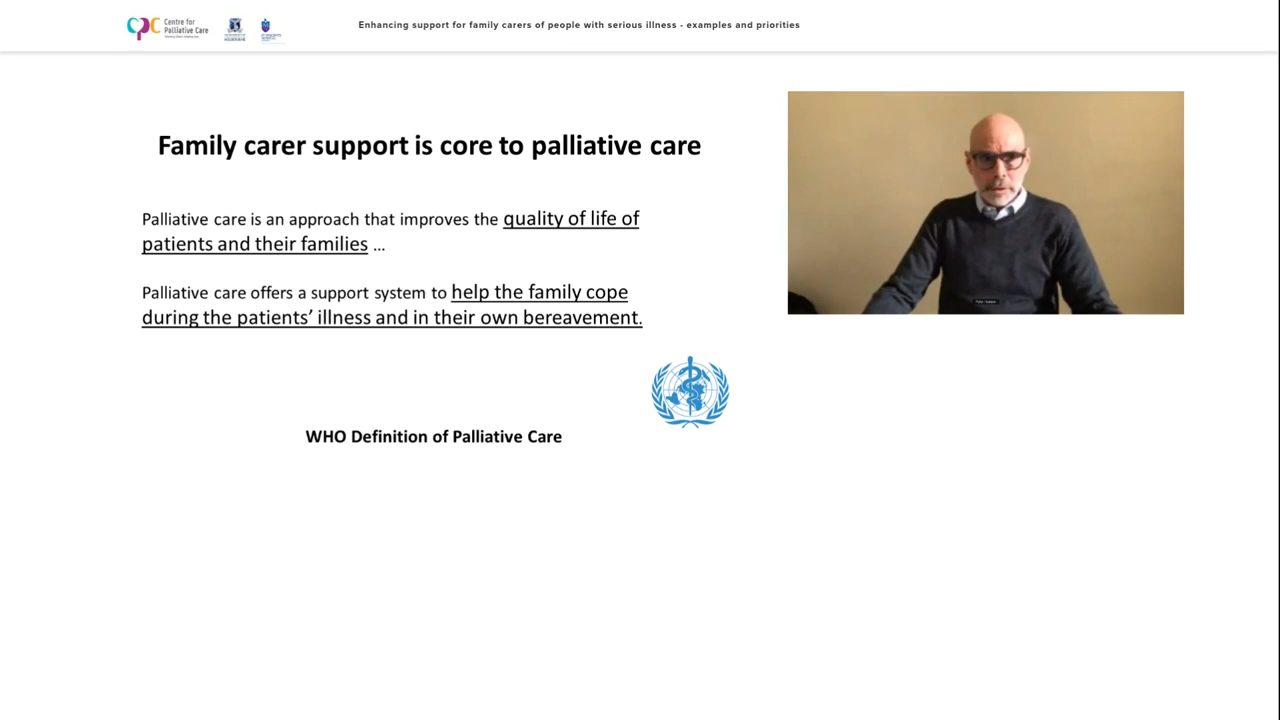 Centre for
Palliative Care
Enhancing support for family carers of people with serious illness - examples and priorities
Family carer support is core to palliative care
Palliative care is an approach that improves the quality of life of
patients and their families ...
Palliative care offers a support system to help the family cope
during the patients’ illness and in their own bereavement.
WHO Definition of Palliative Care